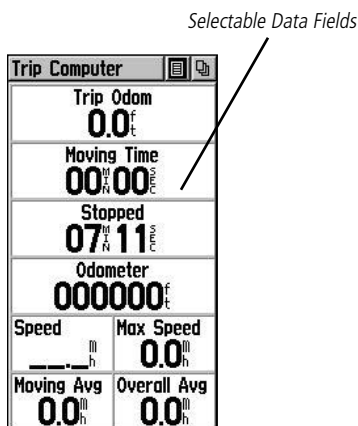 Selectable Data Fields
Trip Computer
Trip Odom
0.0 ft
Moving Time
00 MIN 00 SEC
Stopped
07 MIN 11 SEC
Odometer
000000 ft
Speed Max Speed
__._ mh 0.0 mh
Moving Avg Overall Avg
0.0 mh 0.0 mh